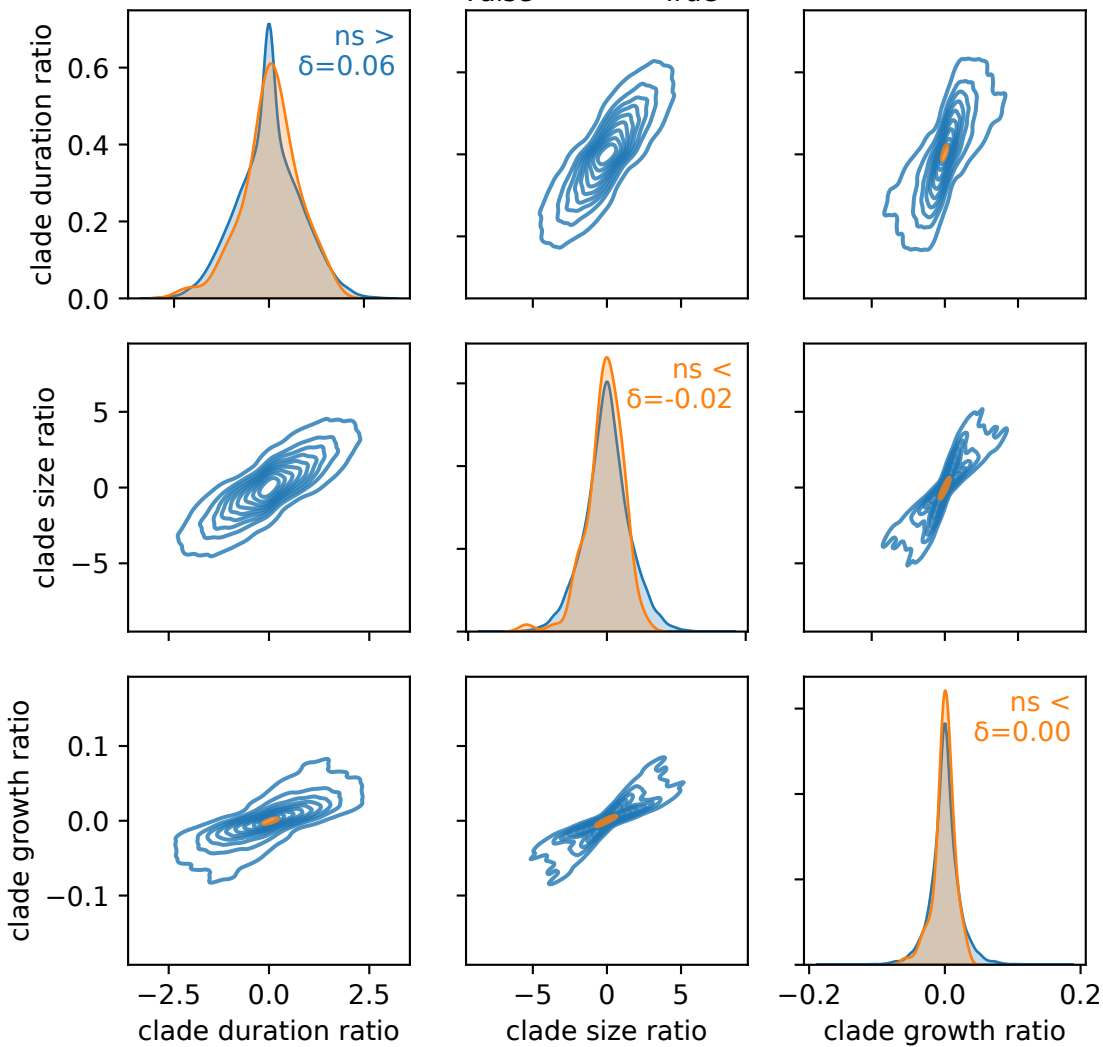 clade duration ratio
0.6
0.4
0.2
0.0
ns >
δ=0.06
clade size ratio
5
0
−5
ns <
δ=-0.02
clade growth ratio
0.1
0.0
−0.1
ns <
δ=0.00
−2.5 0.0 2.5
−5 0 5
−0.2 0.0 0.2
clade duration ratio
clade size ratio
clade growth ratio